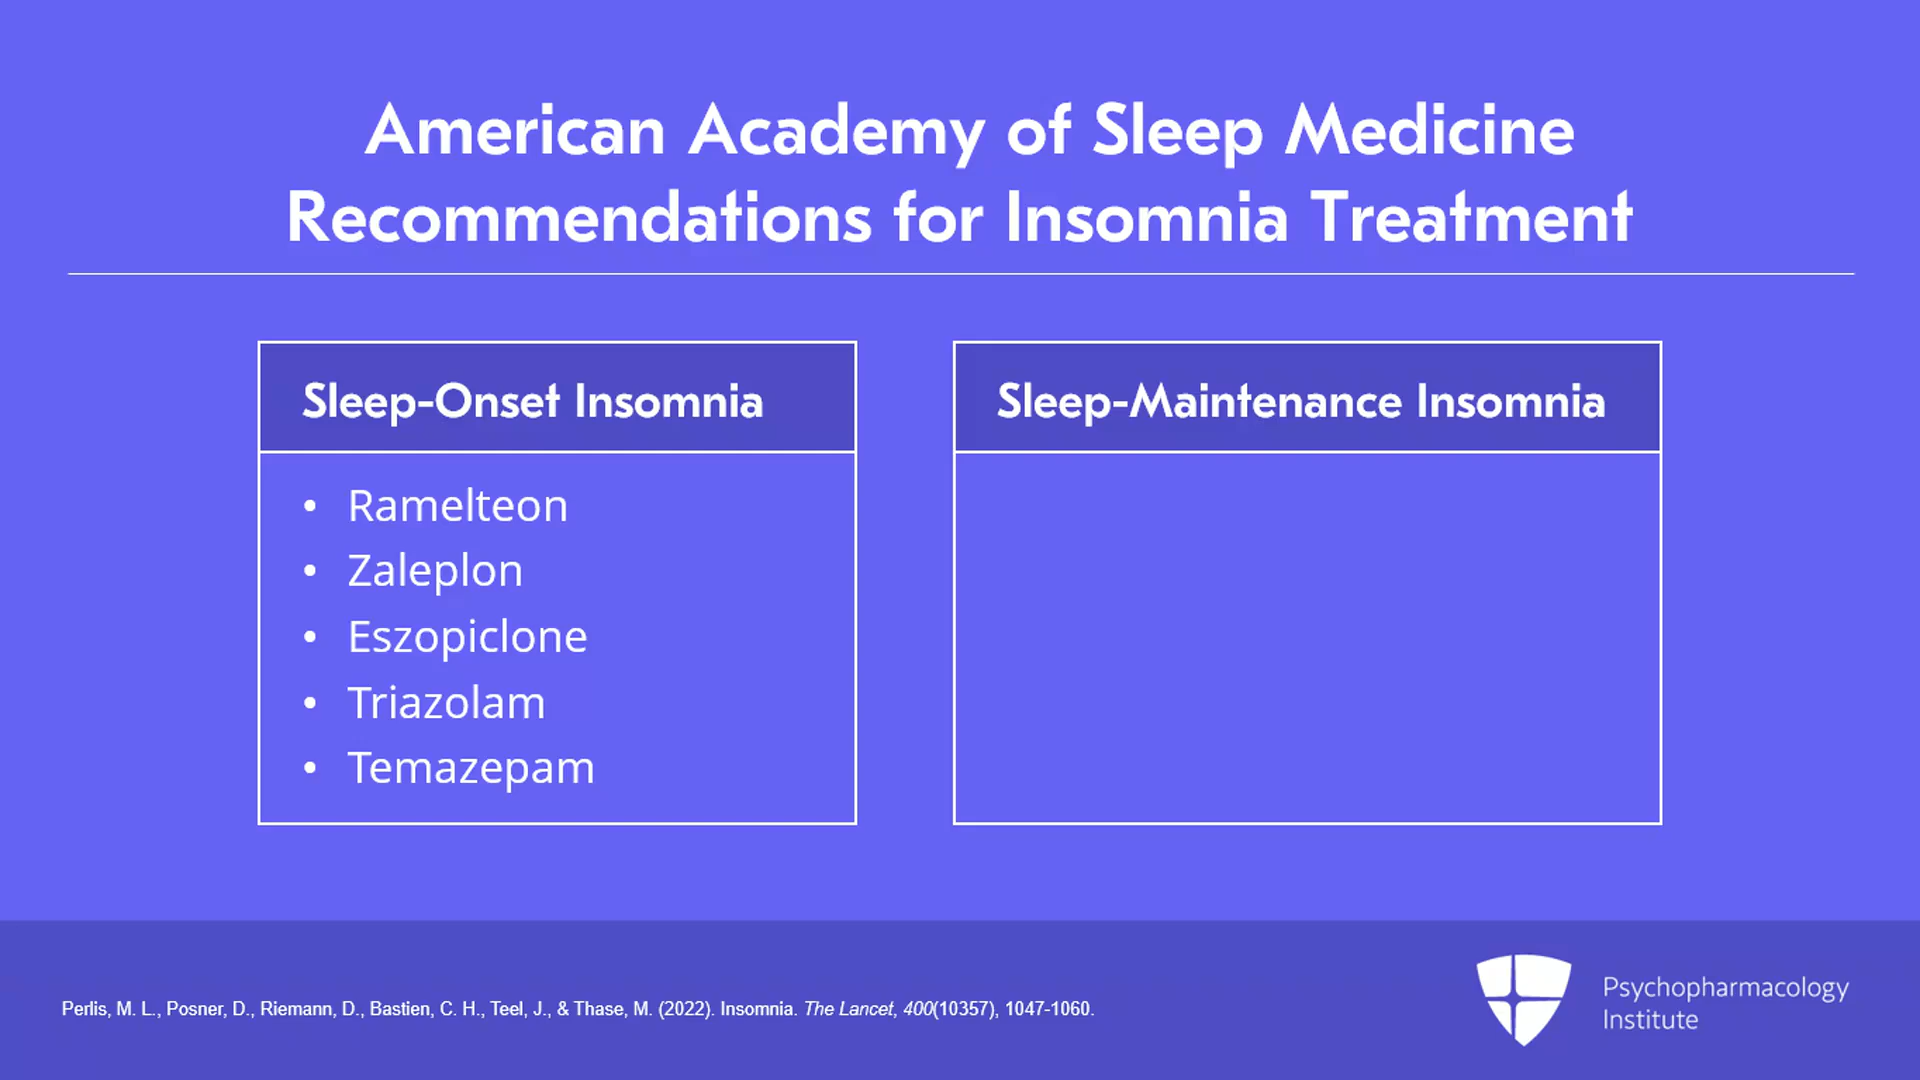 American Academy of Sleep Medicine
Recommendations for Insomnia Treatment
Sleep-Onset Insomnia
• Ramelteon
• Zaleplon
• Eszopiclone
• Triazolam
• Temazepam
Sleep-Maintenance Insomnia
Perlis, M. L., Posner, D., Riemann, D., Bastien, C. H., Teel, J., & Thase, M. (2022). Insomnia. The Lancet, 400(10357), 1047-1060.
Psychopharmacology
Institute